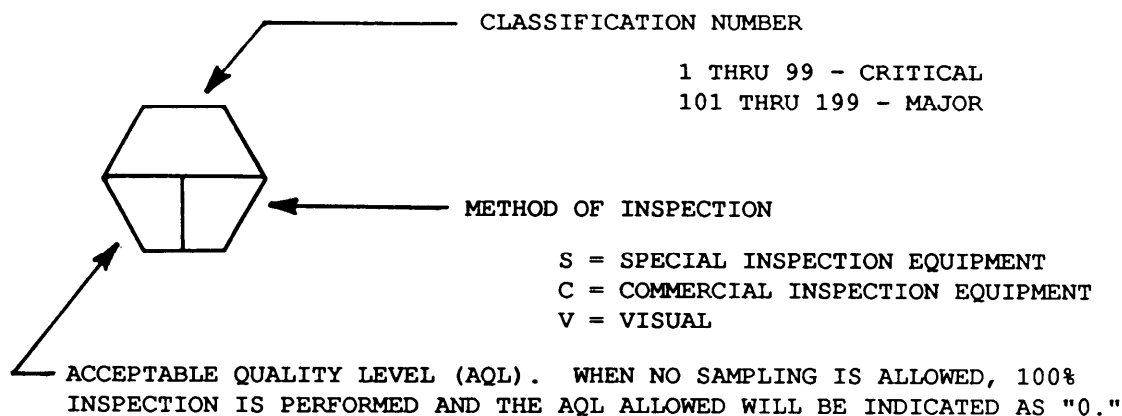 CLASSIFICATION NUMBER
1 THRU 99 - CRITICAL
101 THRU 199 - MAJOR
METHOD OF INSPECTION
S = SPECIAL INSPECTION EQUIPMENT
C = COMMERCIAL INSPECTION EQUIPMENT
V = VISUAL
ACCEPTABLE QUALITY LEVEL (AQL). WHEN NO SAMPLING IS ALLOWED, 100%
INSPECTION IS PERFORMED AND THE AQL ALLOWED WILL BE INDICATED AS "0."